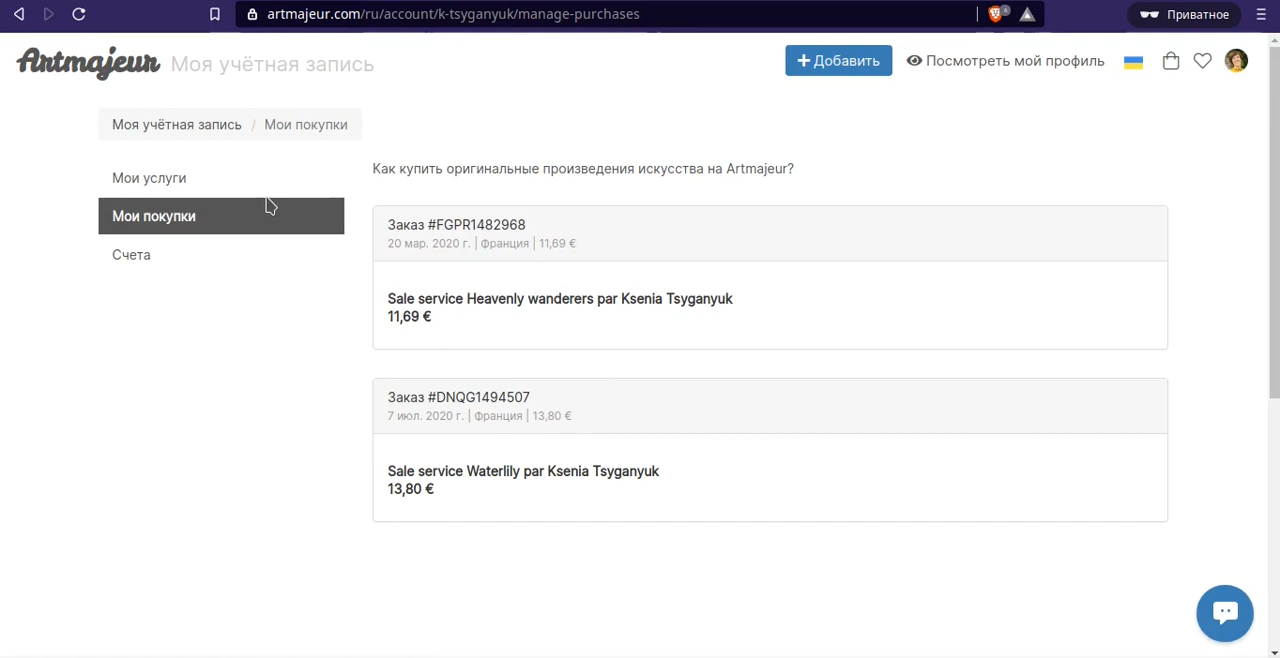 artmajeur.com/ru/account/k-tsyganyuk/manage-purchases
6
Приватное
Artmajeur Моя учётная запись
+ Добавить
Посмотреть мой профиль
Моя учётная запись / Мои покупки
Мои услуги
Мои покупки
Счета
Как купить оригинальные произведения искусства на Artmajeur?
Заказ #FGPR1482968
20 мар. 2020 г. | Франция | 11,69 €
Sale service Heavenly wanderers par Ksenia Tsyganyuk
11,69 €
Заказ #DNQG1494507
7 июл. 2020 г. | Франция | 13,80 €
Sale service Waterlily par Ksenia Tsyganyuk
13,80 €